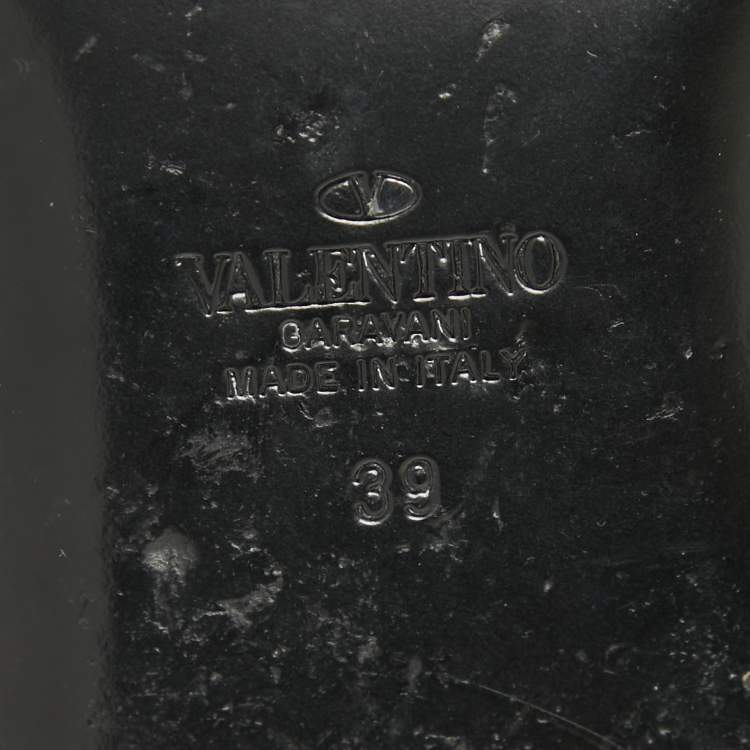 V
VALENTINO
GARAVANI
MADE IN ITALY
39